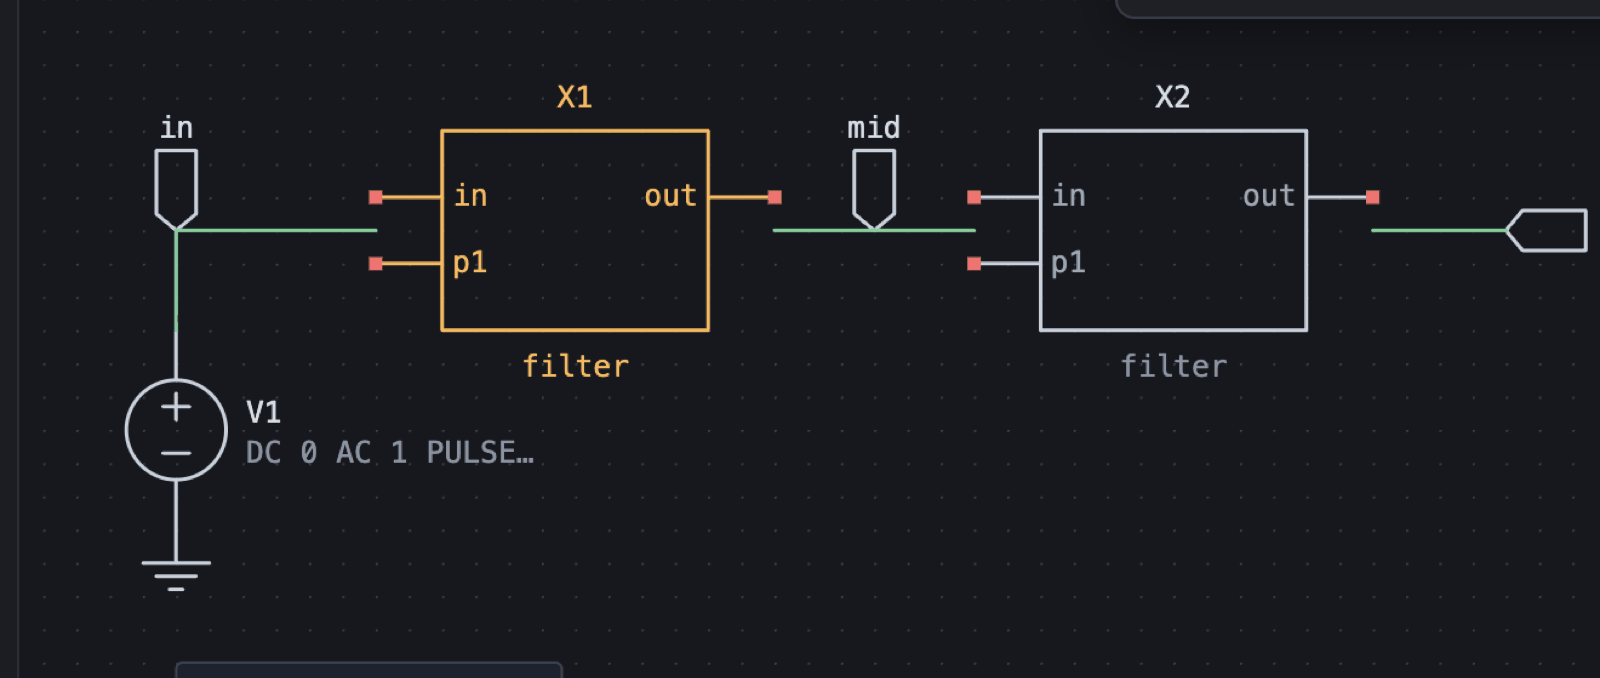 X1
X2
in
mid
in
out
in
out
p1
p1
filter
filter
V1
DC 0 AC 1 PULSE…